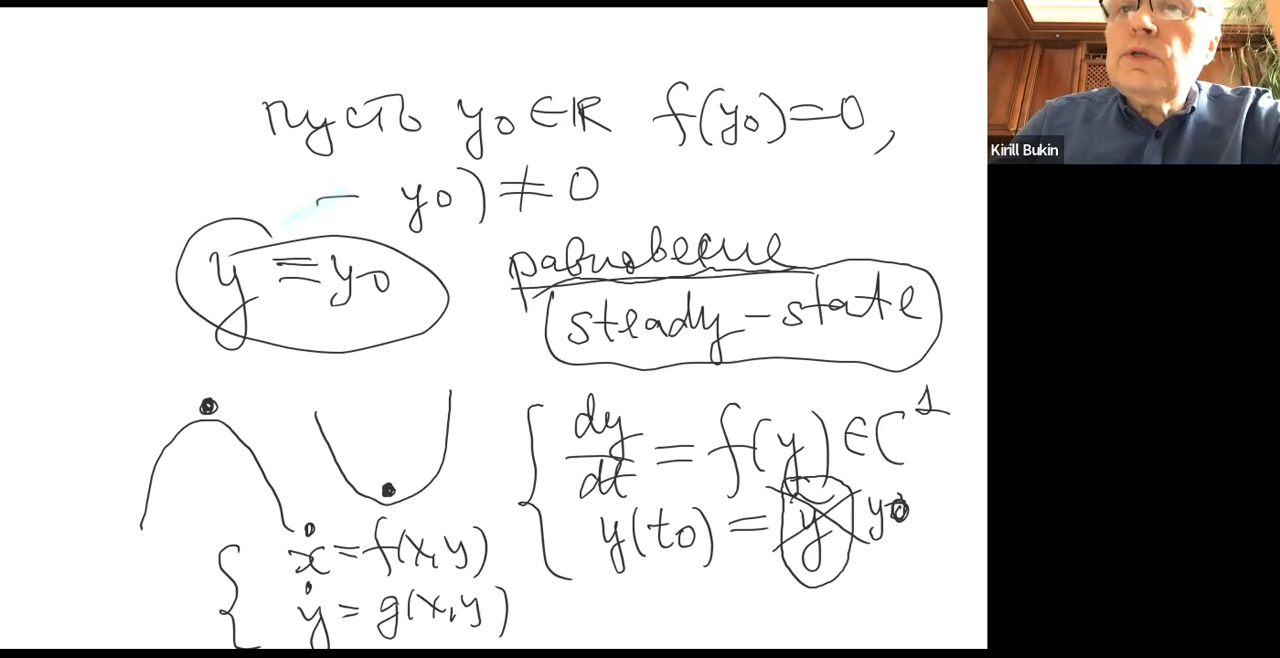 пусть y₀ ∈ ℝ f(y₀) = 0,
– y₀) ≠ 0
y ≡ y₀
равновесие
steady-state
dy/dt = f(y) ∈ C¹
y(t₀) = y y₀
ẋ = f(x, y)
ẏ = g(x, y)
Kirill Bukin